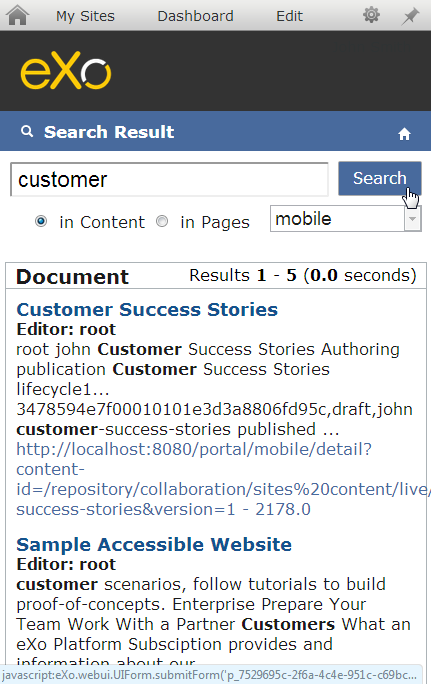 My Sites Dashboard Edit
eXo
Search Result
customer Search
in Content in Pages mobile
Document Results 1 - 5 (0.0 seconds)
Customer Success Stories
Editor: root
root john Customer Success Stories Authoring
publication Customer Success Stories
lifecycle1...
3478594e7f00010101e3d3a8806fd95c,draft,john
customer-success-stories published ...
http://localhost:8080/portal/mobile/detail?
content-
id=/repository/collaboration/sites%20content/live/
success-stories&version=1 - 2178.0
Sample Accessible Website
Editor: root
customer scenarios, follow tutorials to build
proof-of-concepts. Enterprise Prepare Your
Team Work With a Partner Customers What an
eXo Platform Subsciption provides and
information about our
javascript:eXo.webui.UIForm.submitForm('p_7529695c-2f6a-4c4e-951c-c69bc...